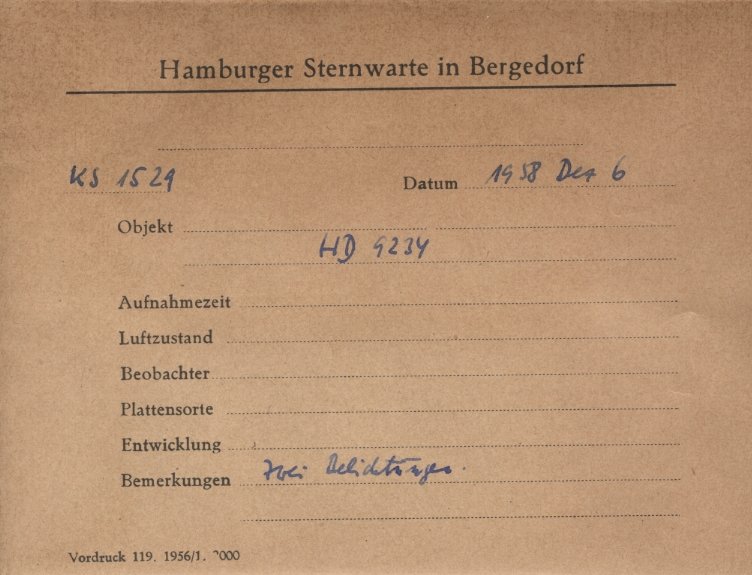 Hamburger Sternwarte in Bergedorf
KS 1529 Datum 1958 Dez 6
Objekt
HD 9234
Aufnahmezeit
Luftzustand
Beobachter
Plattensorte
Entwicklung
Bemerkungen Zwei Belichtungen.
Vordruck 119. 1956/1.